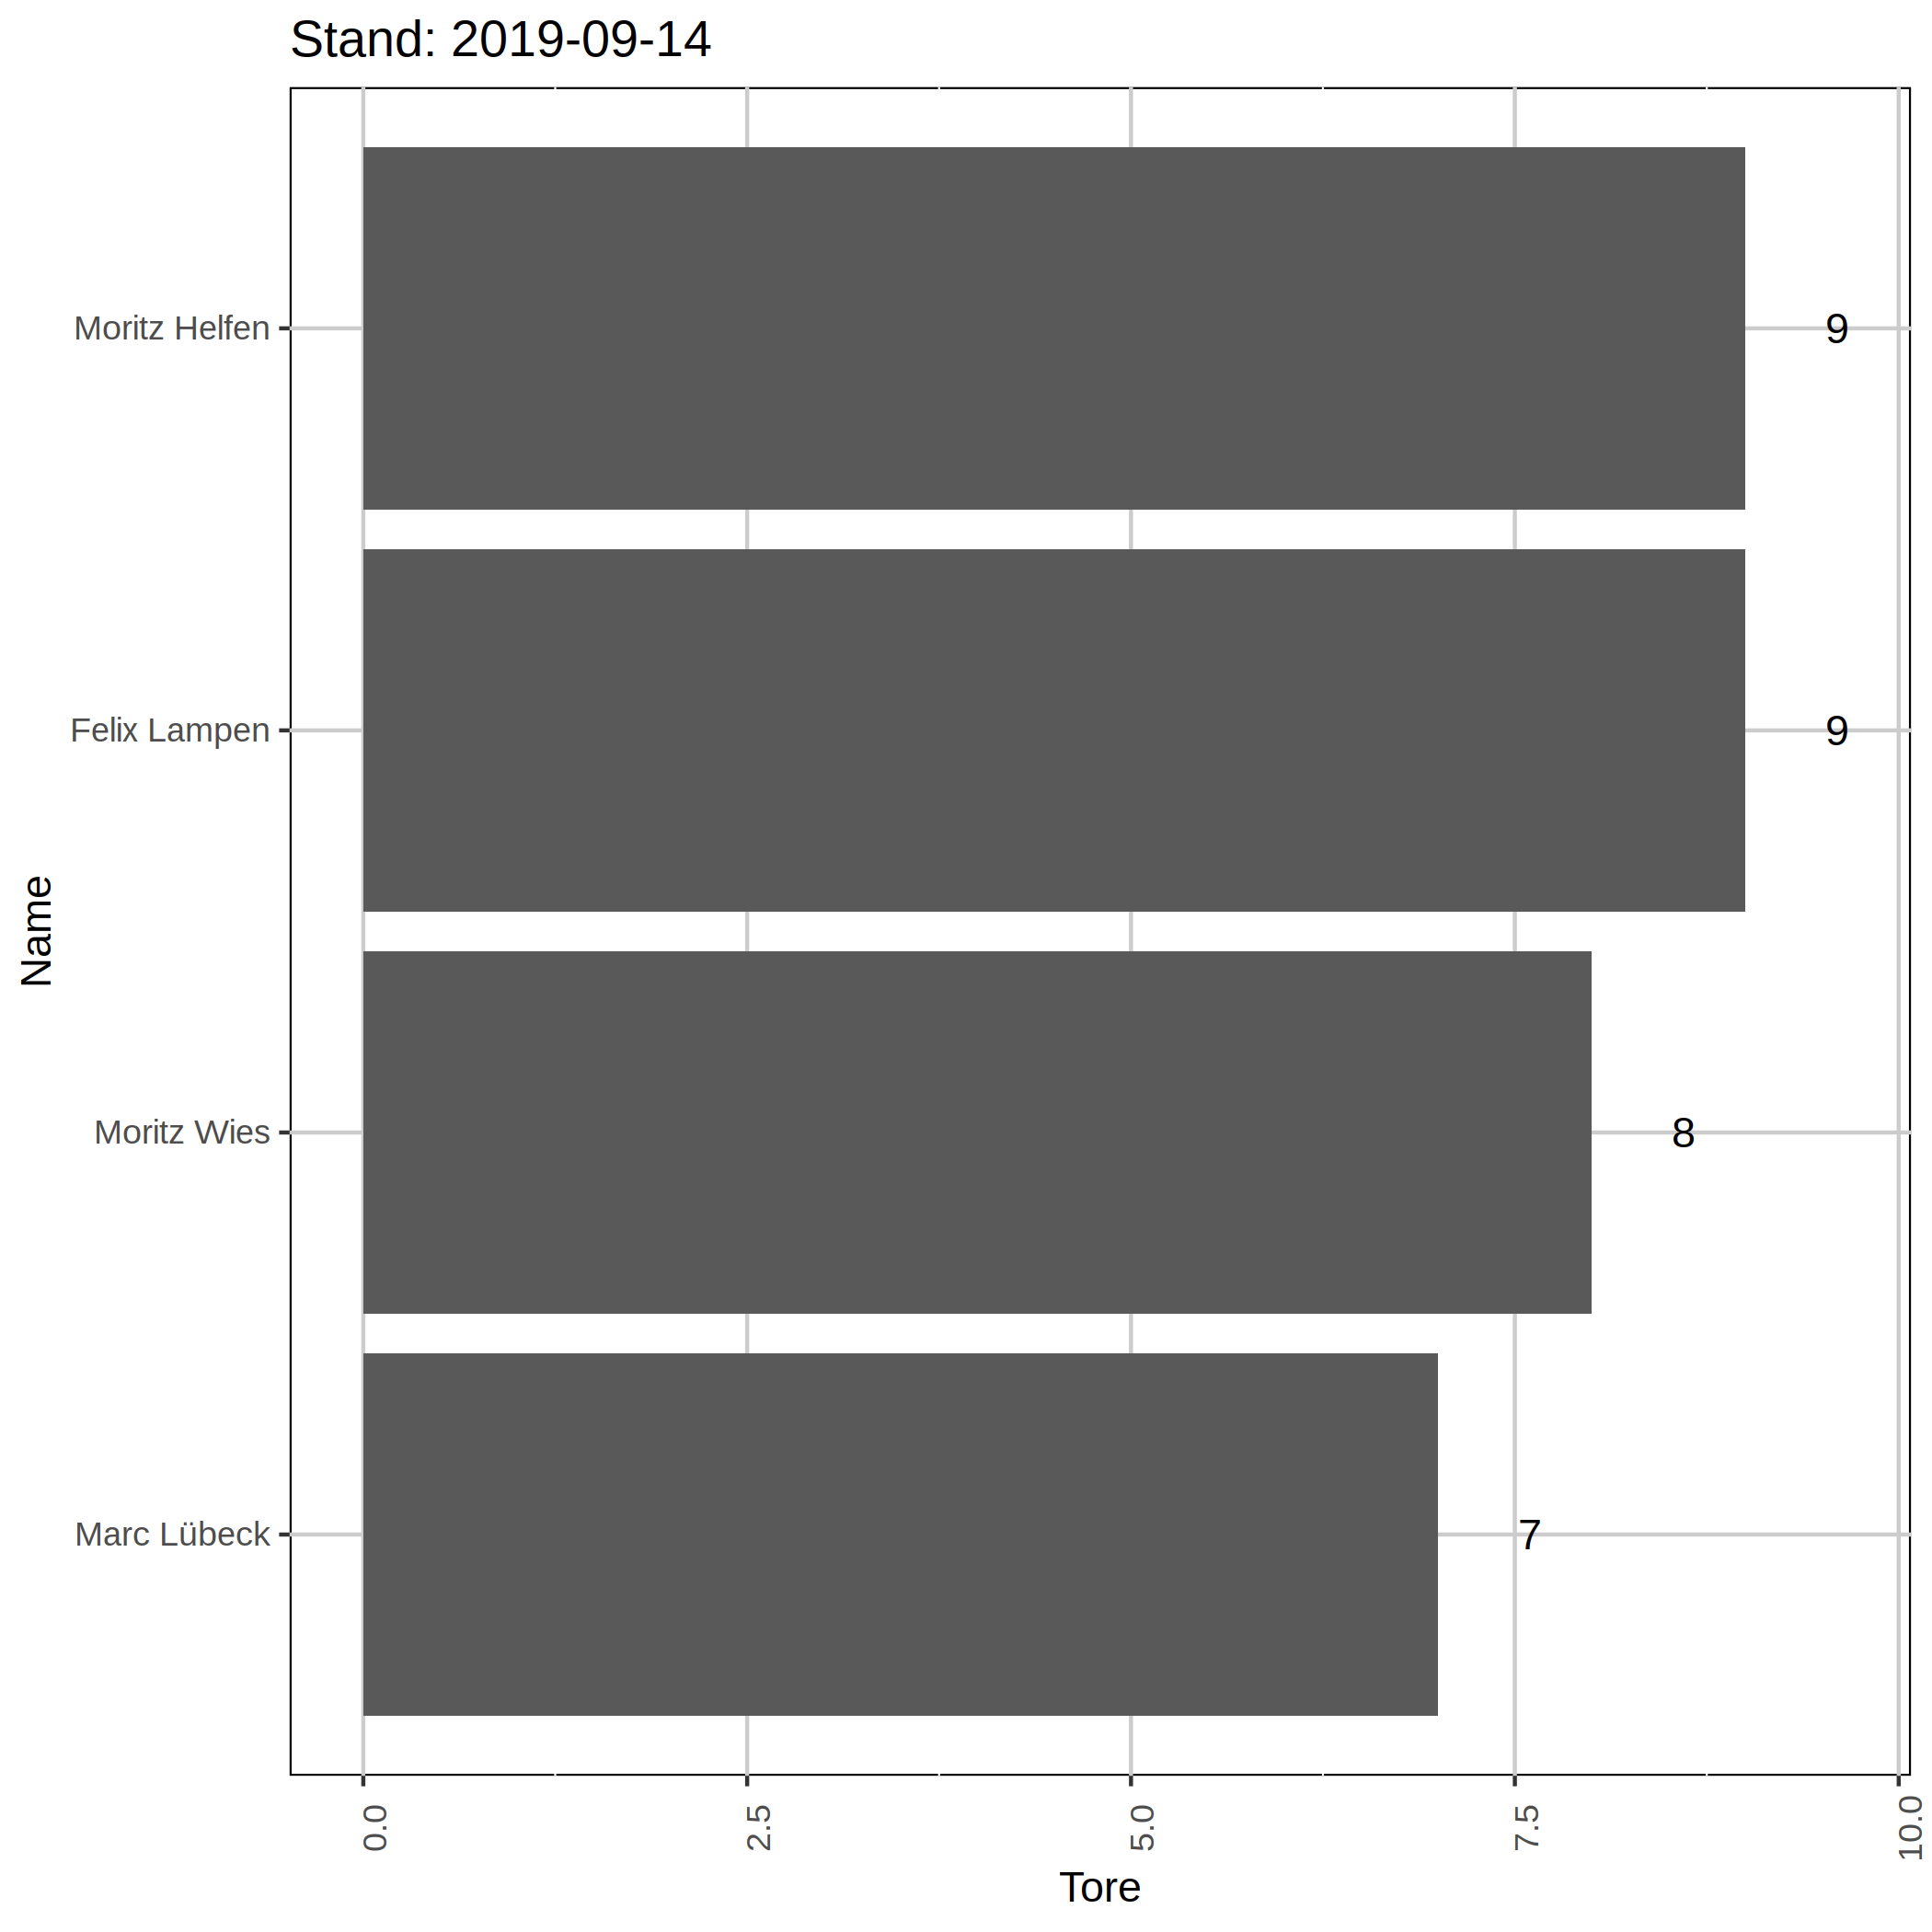 Stand: 2019-09-14
Moritz Helfen
9
Felix Lampen
9
Name
Moritz Wies
8
Marc Lübeck
7
0.0
2.5
5.0
7.5
10.0
Tore